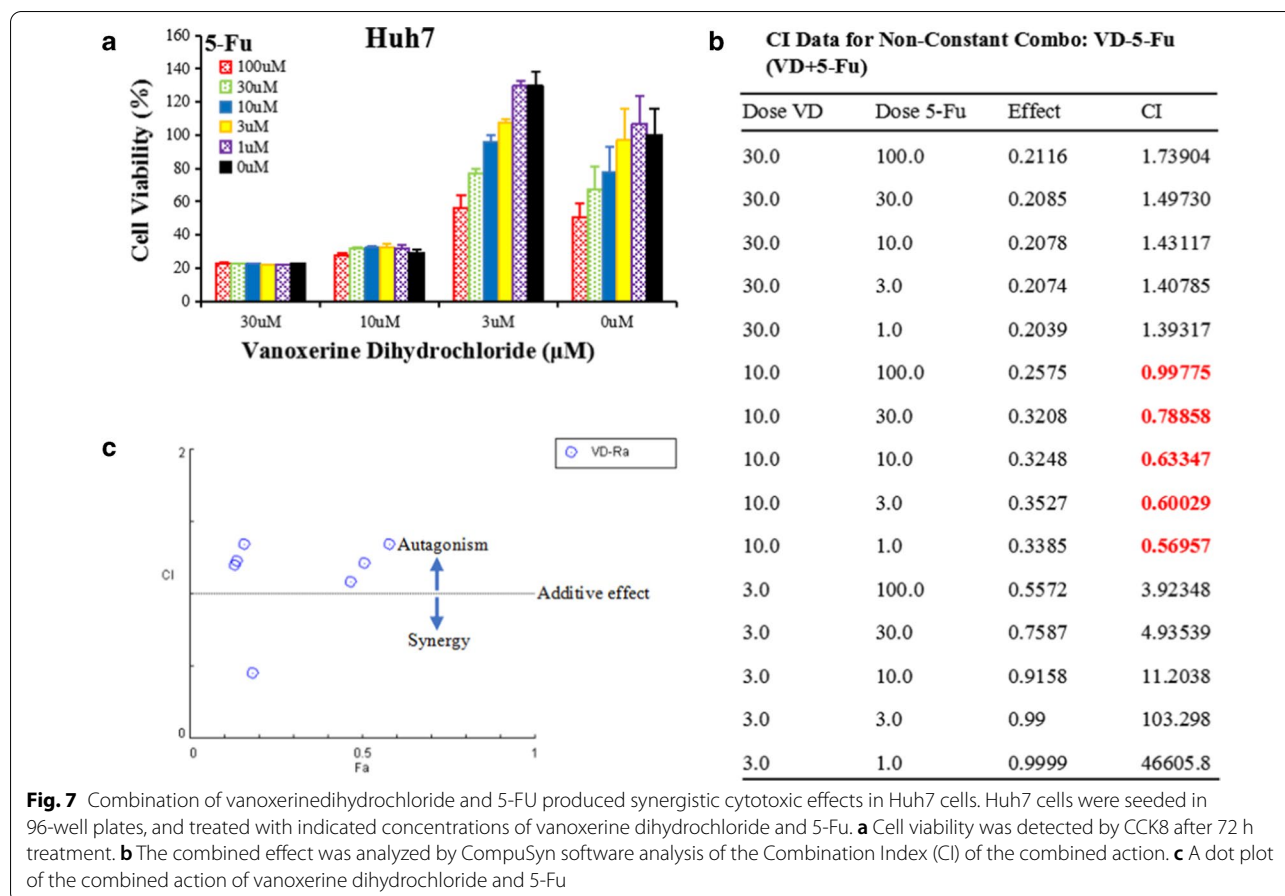 a
5-Fu
Huh7
100uM
30uM
10uM
3uM
1uM
0uM
Cell Viability (%)
160
140
120
100
80
60
40
20
0
30uM 10uM 3uM 0uM
Vanoxerine Dihydrochloride (μM)
b
CI Data for Non-Constant Combo: VD-5-Fu
(VD+5-Fu)
Dose VD Dose 5-Fu Effect CI
30.0 100.0 0.2116 1.73904
30.0 30.0 0.2085 1.49730
30.0 10.0 0.2078 1.43117
30.0 3.0 0.2074 1.40785
30.0 1.0 0.2039 1.39317
10.0 100.0 0.2575 0.99775
10.0 30.0 0.3208 0.78858
10.0 10.0 0.3248 0.63347
10.0 3.0 0.3527 0.60029
10.0 1.0 0.3385 0.56957
3.0 100.0 0.5572 3.92348
3.0 30.0 0.7587 4.93539
3.0 10.0 0.9158 11.2038
3.0 3.0 0.99 103.298
3.0 1.0 0.9999 46605.8
c
VD-Ra
2
CI
0
Autagonism
Additive effect
Synergy
0 0.5 1
Fa
Fig. 7 Combination of vanoxerinedihydrochloride and 5-FU produced synergistic cytotoxic effects in Huh7 cells. Huh7 cells were seeded in
96-well plates, and treated with indicated concentrations of vanoxerine dihydrochloride and 5-Fu. a Cell viability was detected by CCK8 after 72 h
treatment. b The combined effect was analyzed by CompuSyn software analysis of the Combination Index (CI) of the combined action. c A dot plot
of the combined action of vanoxerine dihydrochloride and 5-Fu